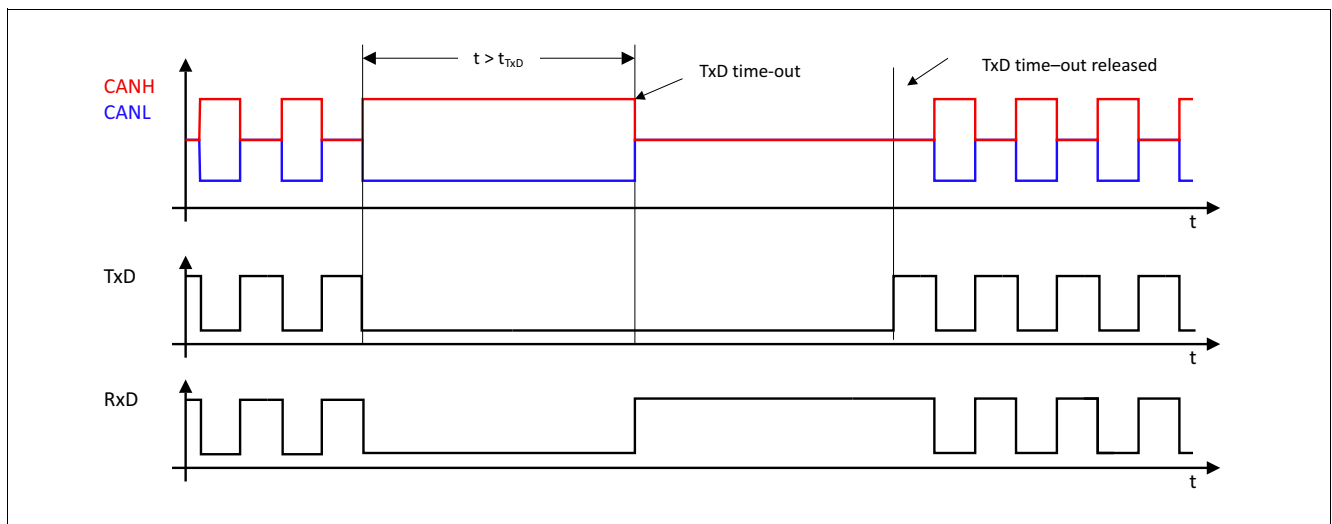 t > tTxD
TxD time-out
TxD time–out released
CANH
CANL
t
TxD
t
RxD
t